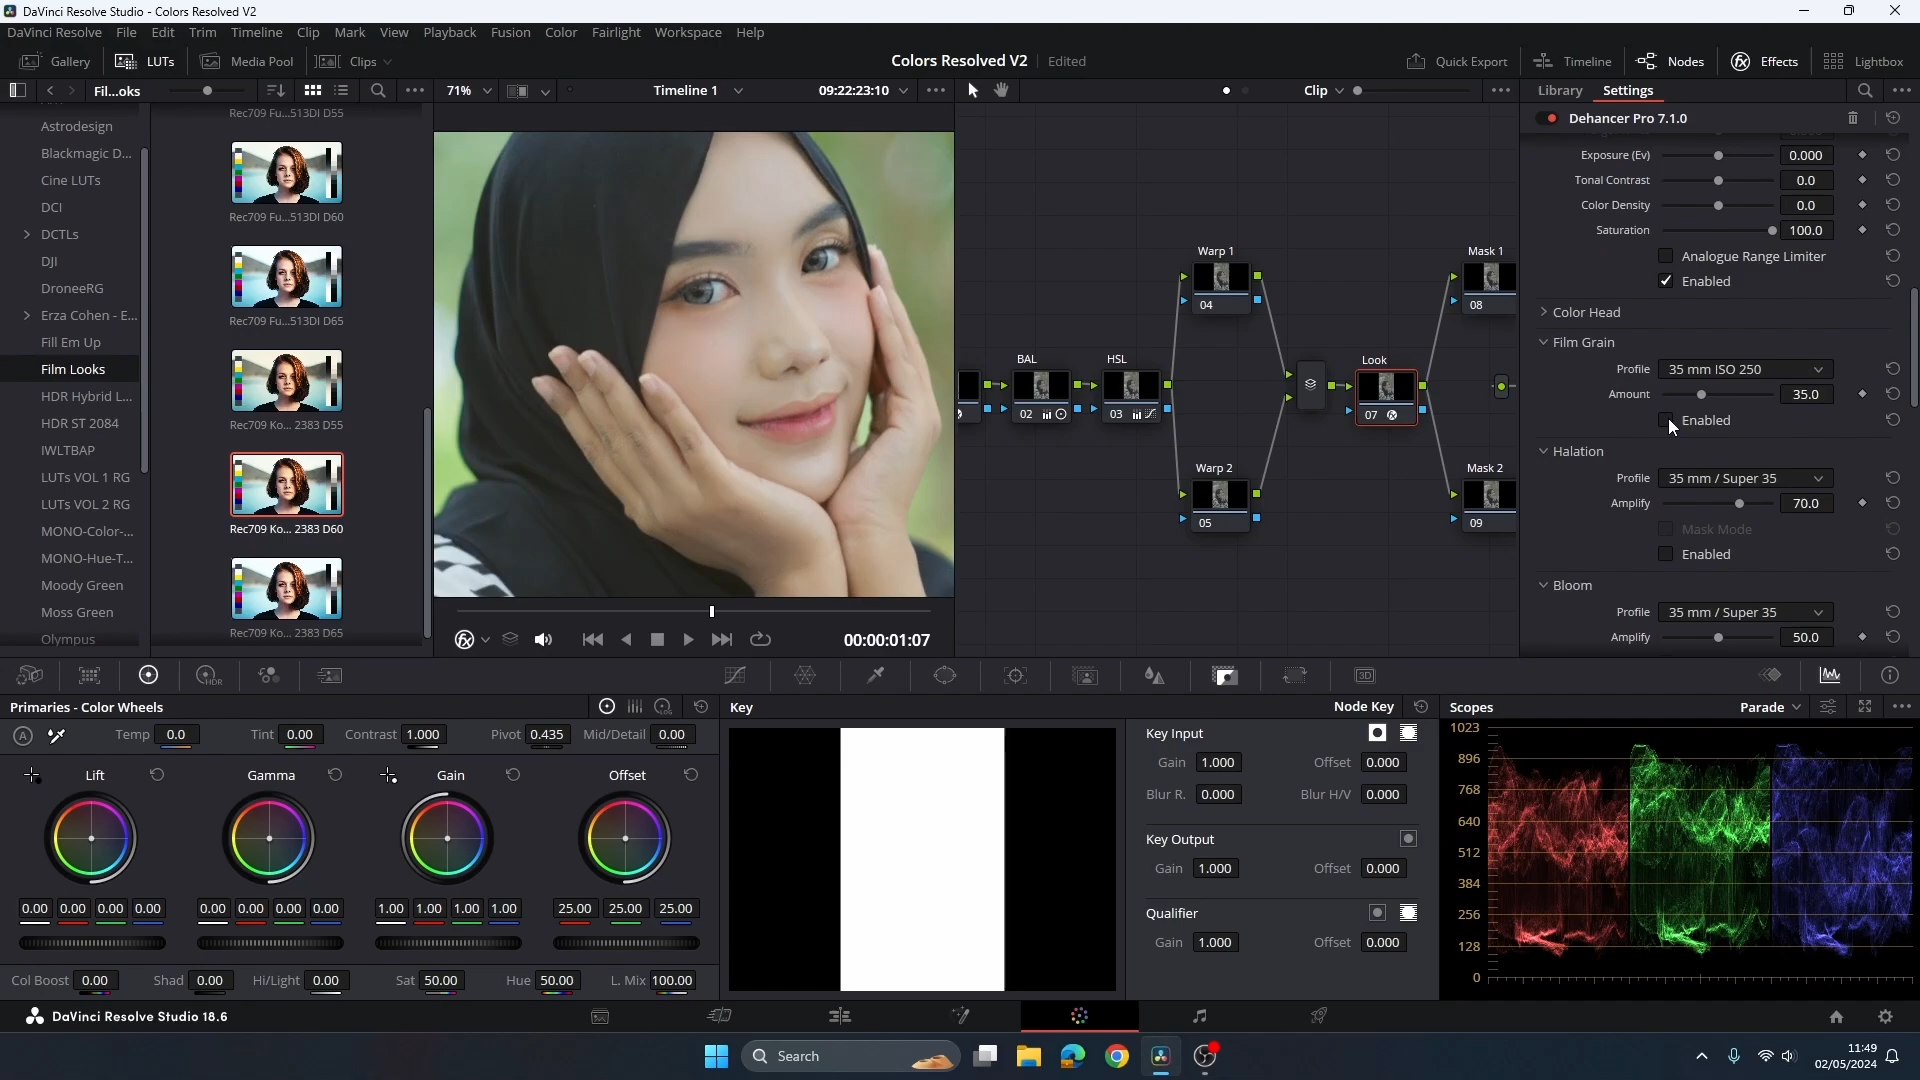 DaVinci Resolve Studio - Colors Resolved V2
DaVinci Resolve File Edit Trim Timeline Clip Mark View Playback Fusion Color Fairlight Workspace Help
Gallery LUTs Media Pool Clips Colors Resolved V2 Edited Quick Export Timeline Nodes Effects Lightbox
Fil...oks 71% Timeline 1 09:22:23:10 Clip Library Settings
Astrodesign
Blackmagic D...
Cine LUTs
DCI
DCTLs
DJI
DroneeRG
Erza Cohen - E...
Fill Em Up
Film Looks
HDR Hybrid L...
HDR ST 2084
IWLTBAP
LUTs VOL 1 RG
LUTs VOL 2 RG
MONO-Color-...
MONO-Hue-T...
Moody Green
Moss Green
Olympus
Rec709 Fu...513DI D55
Rec709 Fu...513DI D60
Rec709 Fu...513DI D65
Rec709 Ko... 2383 D55
Rec709 Ko... 2383 D60
Rec709 Ko... 2383 D65
00:00:01:07
Warp 1
04
Mask 1
08
BAL
02
HSL
03
Look
07
Warp 2
05
Mask 2
09
Dehancer Pro 7.1.0
Exposure (Ev) 0.000
Tonal Contrast 0.0
Color Density 0.0
Saturation 100.0
Analogue Range Limiter
Enabled
Color Head
Film Grain
Profile 35 mm ISO 250
Amount 35.0
Enabled
Halation
Profile 35 mm / Super 35
Amplify 70.0
Mask Mode
Enabled
Bloom
Profile 35 mm / Super 35
Amplify 50.0
HDR
3D
Primaries - Color Wheels
LOG
A Temp 0.0 Tint 0.00 Contrast 1.000 Pivot 0.435 Mid/Detail 0.00
Lift Gamma Gain Offset
0.00 0.00 0.00 0.00 0.00 0.00 0.00 0.00 1.00 1.00 1.00 1.00 25.00 25.00 25.00
Col Boost 0.00 Shad 0.00 Hi/Light 0.00 Sat 50.00 Hue 50.00 L. Mix 100.00
Key Node Key
Key Input
Gain 1.000 Offset 0.000
Blur R. 0.000 Blur H/V 0.000
Key Output
Gain 1.000 Offset 0.000
Qualifier
Gain 1.000 Offset 0.000
Scopes Parade
1023
896
768
640
512
384
256
128
0
DaVinci Resolve Studio 18.6
Search
11:49
02/05/2024